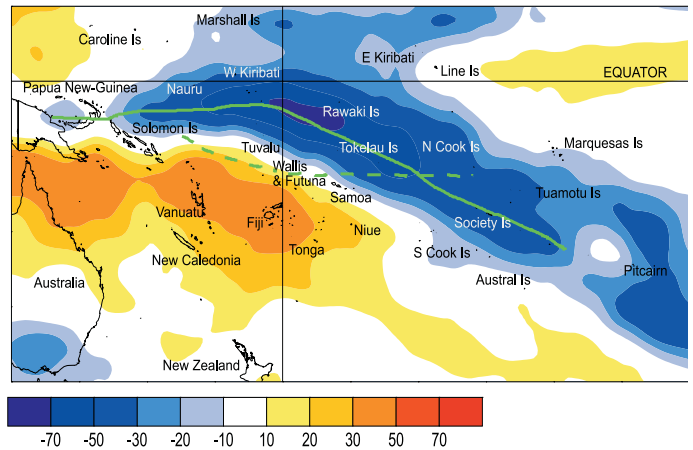 Marshall Is
Caroline Is
E Kiribati
W Kiribati
Line Is
EQUATOR
Papua New-Guinea
Nauru
Rawaki Is
Solomon Is
Marquesas Is
Tuvalu
Tokelau Is
N Cook Is
Wallis
& Futuna
Samoa
Tuamotu Is
Vanuatu
Fiji
Society Is
Niue
Tonga
S Cook Is
New Caledonia
Pitcairn
Australia
Austral Is
New Zealand
-70 -50 -30 -20 -10 10 20 30 50 70